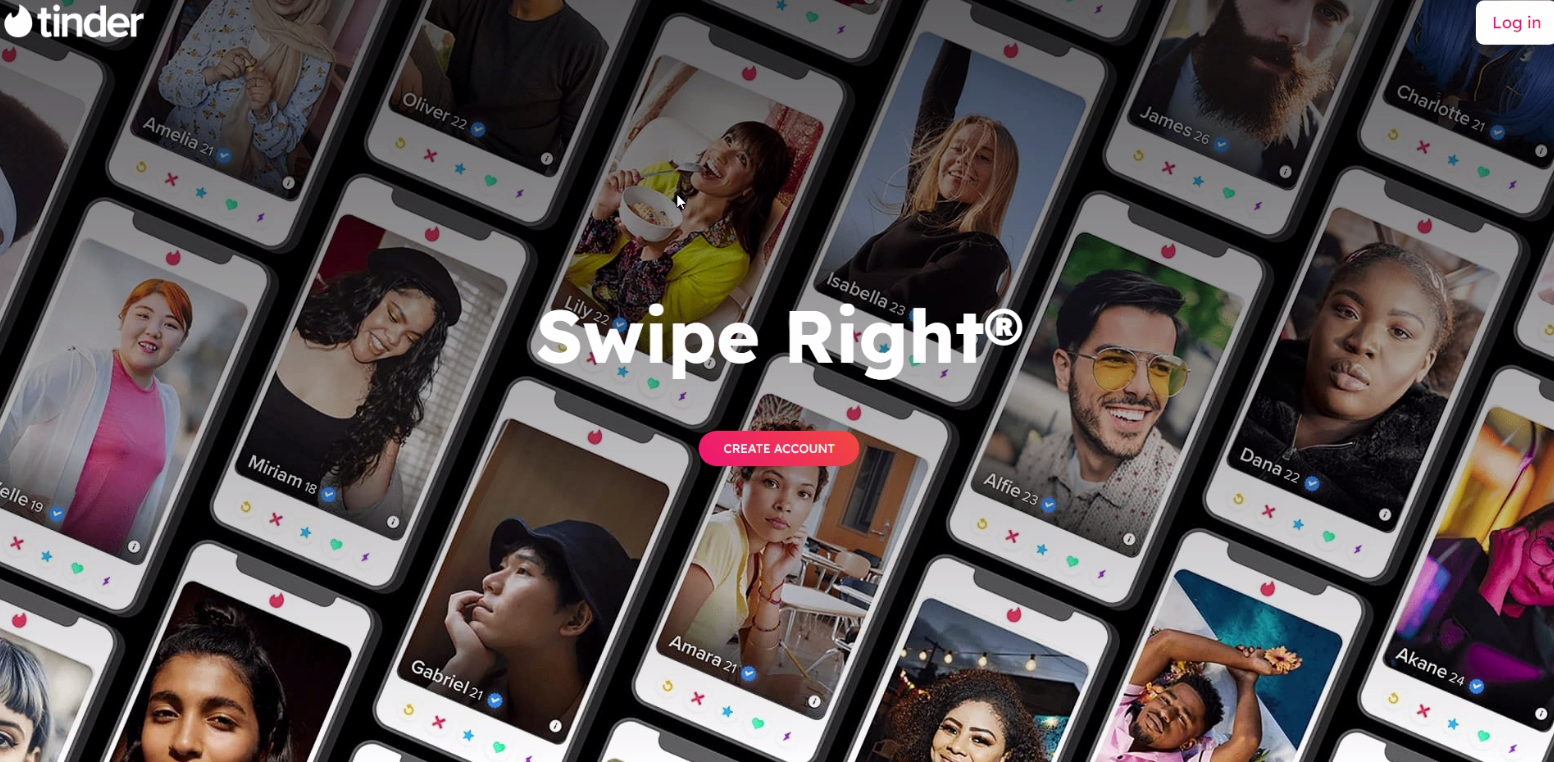 tinder
Log in
Amelia 21
Oliver 22
James 26
Charlotte 21
Lily 22
Isabella 23
Swipe Right®
CREATE ACCOUNT
elle 19
Miriam 18
Alfie 23
Dana 22
Gabriel 21
Amara 21
Akane 24